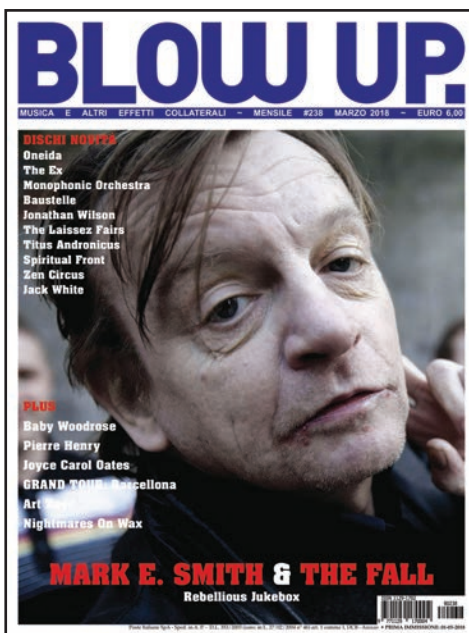 BLOW UP.
MUSICA E ALTRI EFFETTI COLLATERALI ~ MENSILE #238 MARZO 2018 ~ EURO 6,00
DISCHI NOVITÀ
Oneida
The Ex
Monophonic Orchestra
Baustelle
Jonathan Wilson
The Laissez Fairs
Titus Andronicus
Spiritual Front
Zen Circus
Jack White
PLUS
Baby Woodrose
Pierre Henry
Joyce Carol Oates
GRAND TOUR: Barcellona
Art
Nightmares On Wax
MARK E. SMITH & THE FALL
Rebellious Jukebox